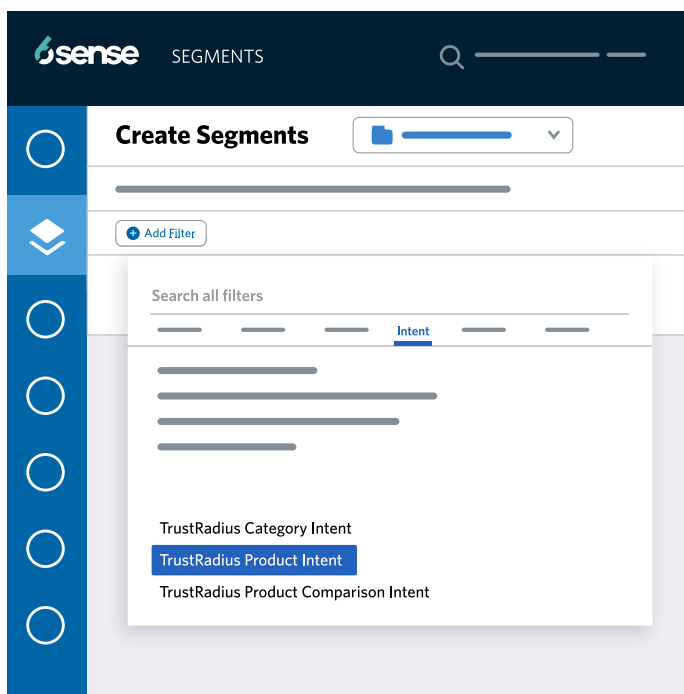 6sense SEGMENTS
Create Segments
Add Filter
Search all filters
Intent
TrustRadius Category Intent
TrustRadius Product Intent
TrustRadius Product Comparison Intent